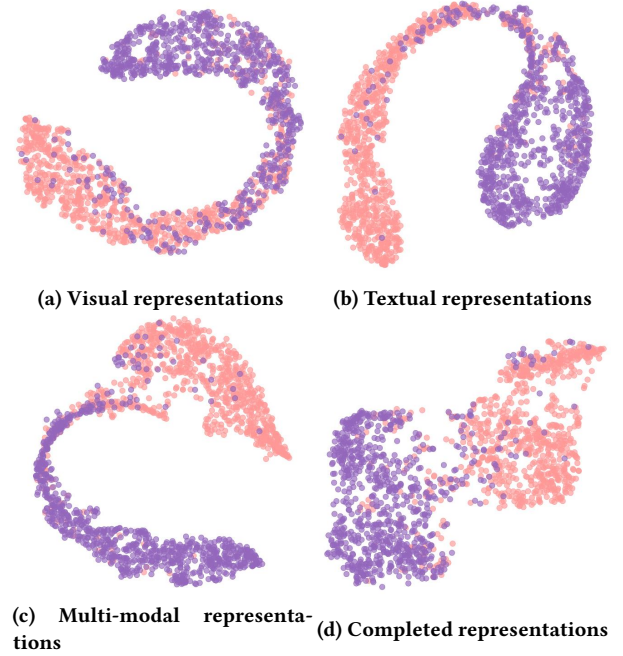 (a) Visual representations
(b) Textual representations
(c) Multi-modal representa-
tions
(d) Completed representations